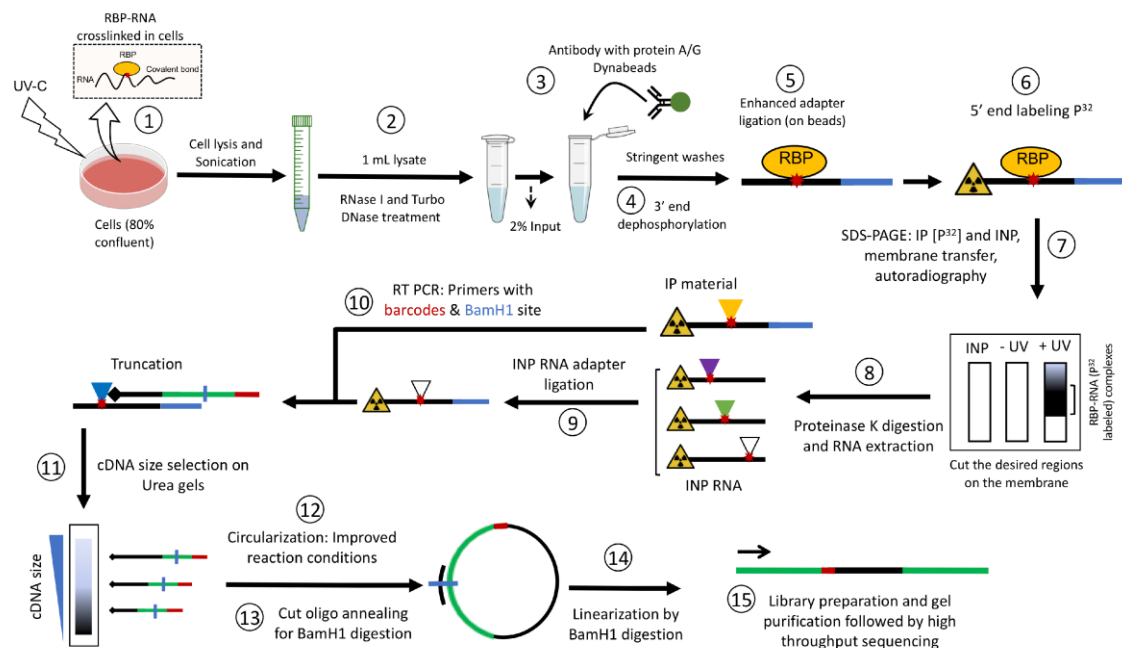 RBP-RNA
crosslinked in cells
RBP
RNA
Covalent bond
UV-C
1
Cells (80%
confluent)
Cell lysis and
Sonication
2
1 mL lysate
RNase I and Turbo
DNase treatment
3
Antibody with protein A/G
Dynabeads
2% Input
Stringent washes
4
3' end
dephosphorylation
5
Enhanced adapter
ligation (on beads)
RBP
6
5' end labeling P32
RBP
SDS-PAGE: IP [P32] and INP,
membrane transfer,
autoradiography
7
INP
- UV
+ UV
RBP-RNA (P32
labeled) complexes
Cut the desired regions
on the membrane
8
Proteinase K digestion
and RNA extraction
IP material
INP RNA
INP RNA adapter
ligation
9
10
RT PCR: Primers with
barcodes & BamH1 site
Truncation
11
cDNA size selection on
Urea gels
cDNA size
12
Circularization: Improved
reaction conditions
13
Cut oligo annealing
for BamH1 digestion
14
Linearization by
BamH1 digestion
15
Library preparation and gel
purification followed by high
throughput sequencing